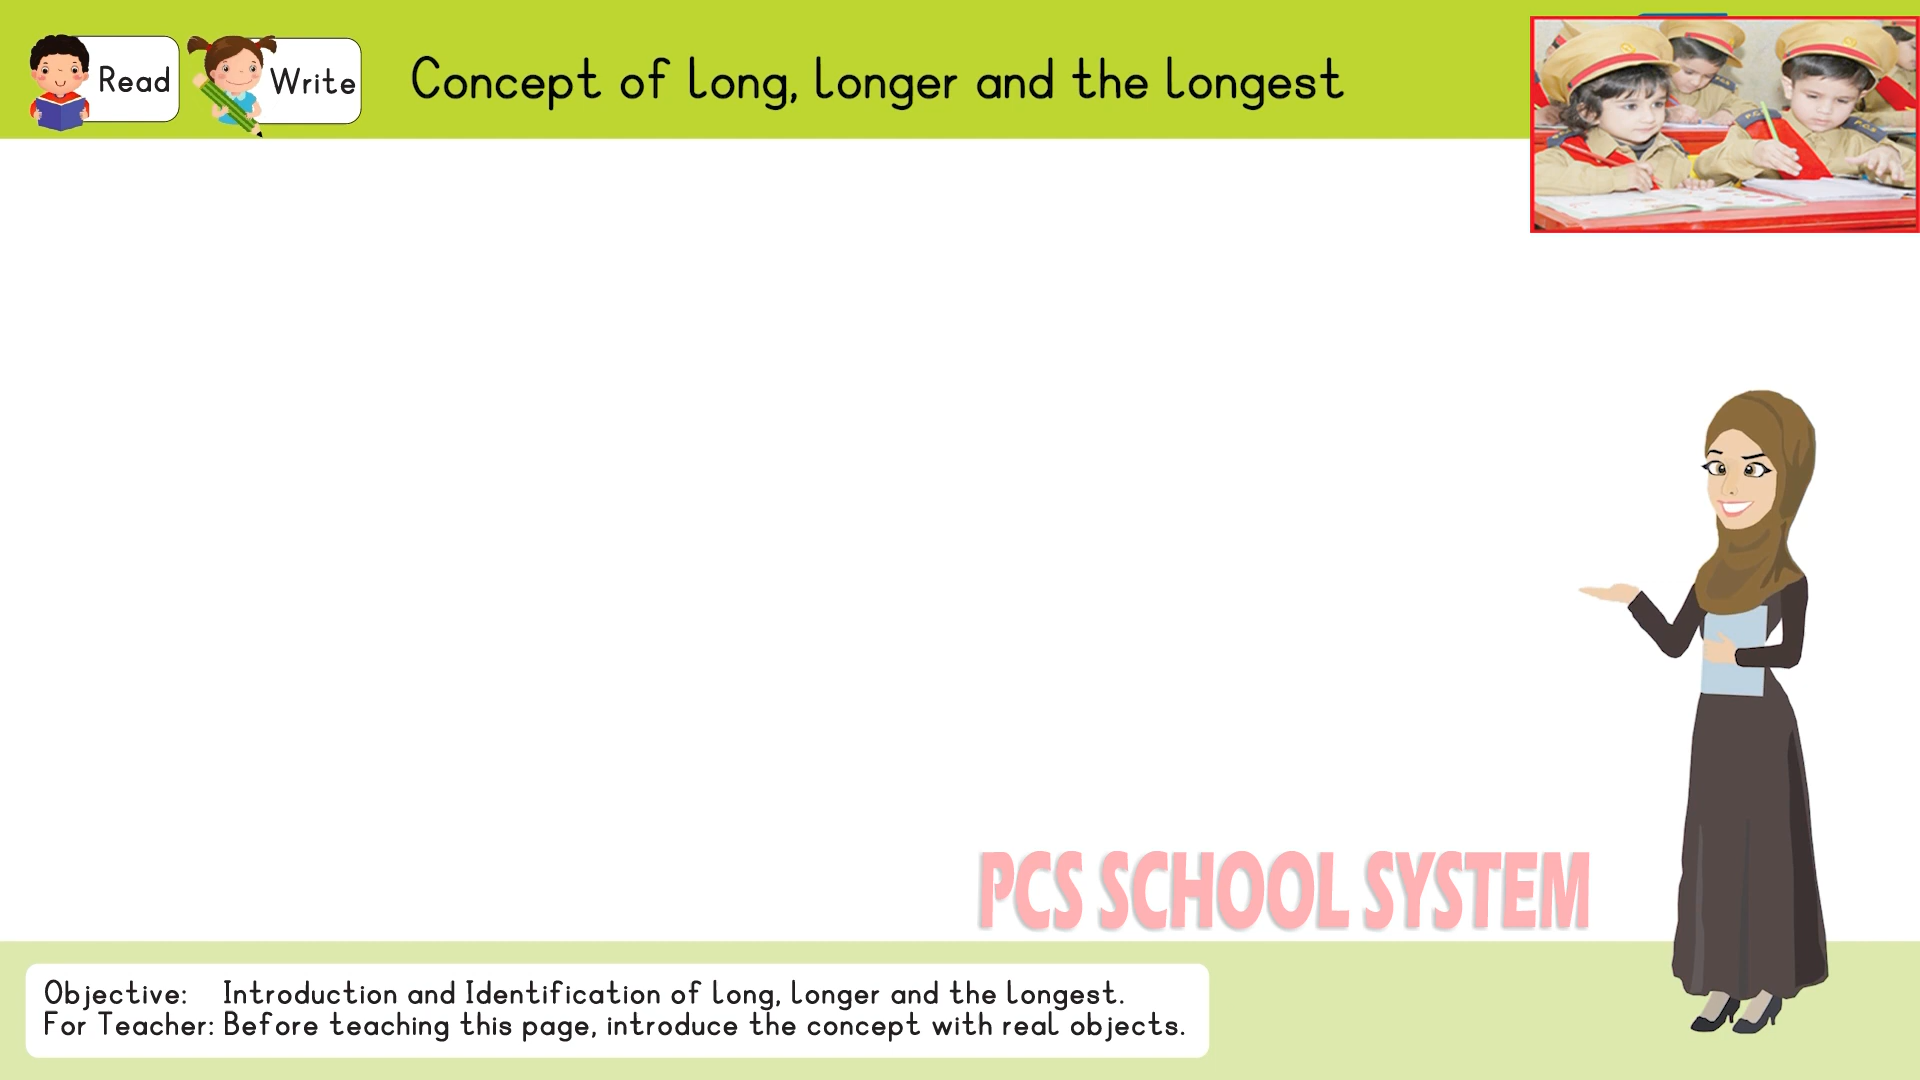 Read
Write
Concept of long, longer and the longest
PCS SCHOOL SYSTEM
Objective: Introduction and Identification of long, longer and the longest.
For Teacher: Before teaching this page, introduce the concept with real objects.